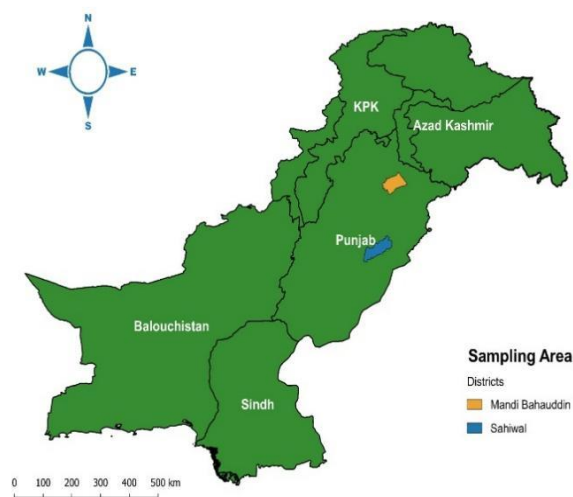 N
W E
S
KPK
Azad Kashmir
Punjab
Balouchistan
Sindh
Sampling Area
Districts
Mandi Bahauddin
Sahiwal
0 100 200 300 400 500 km